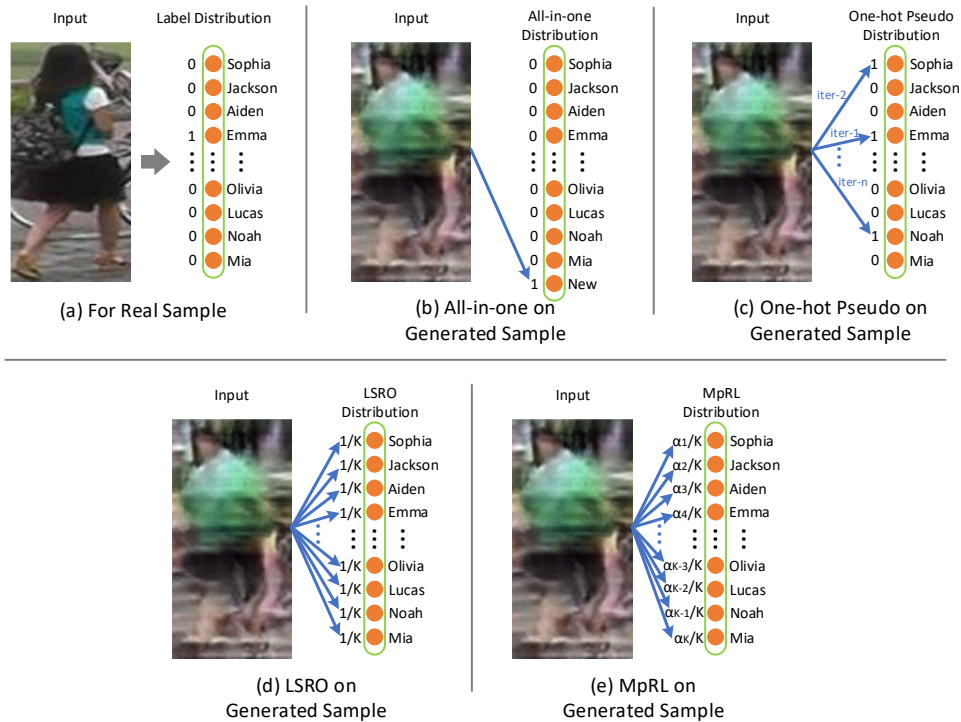 Input
Label Distribution
0 Sophia
0 Jackson
0 Aiden
1 Emma
0 Olivia
0 Lucas
0 Noah
0 Mia
(a) For Real Sample
Input
All-in-one
Distribution
0 Sophia
0 Jackson
0 Aiden
0 Emma
0 Olivia
0 Lucas
0 Noah
0 Mia
1 New
(b) All-in-one on
Generated Sample
Input
One-hot Pseudo
Distribution
iter-2
iter-1
iter-n
1 Sophia
0 Jackson
0 Aiden
1 Emma
0 Olivia
0 Lucas
1 Noah
0 Mia
(c) One-hot Pseudo on
Generated Sample
Input
LSRO
Distribution
1/K Sophia
1/K Jackson
1/K Aiden
1/K Emma
1/K Olivia
1/K Lucas
1/K Noah
1/K Mia
(d) LSRO on
Generated Sample
Input
MpRL
Distribution
α1/K Sophia
α2/K Jackson
α3/K Aiden
α4/K Emma
αK-3/K Olivia
αK-2/K Lucas
αK-1/K Noah
αK/K Mia
(e) MpRL on
Generated Sample